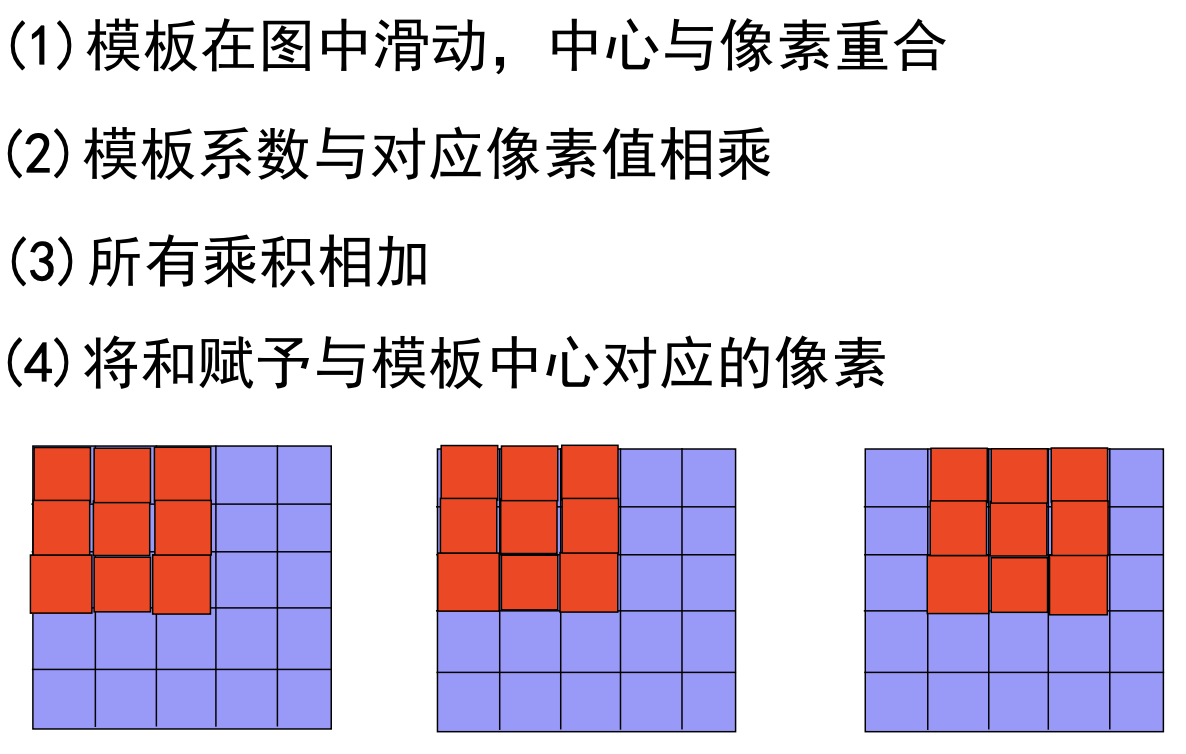 (1)模板在图中滑动，中心与像素重合
(2)模板系数与对应像素值相乘
(3)所有乘积相加
(4)将和赋予与模板中心对应的像素